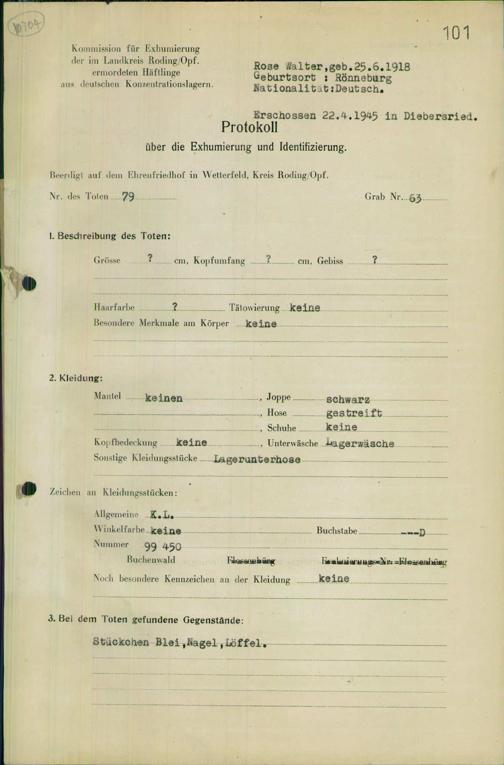 10704
101
Kommission für Exhumierung
der im Landkreis Roding/Opf.
ermordeten Häftlinge
aus deutschen Konzentrationslagern.
Rose Walter,geb.25.6.1918
Geburtsort : Rönneburg
Nationalität:Deutsch.
Erschossen 22.4.1945 in Diebersried.
Protokoll
über die Exhumierung und Identifizierung.
Beerdigt auf dem Ehrenfriedhof in Wetterfeld, Kreis Roding/Opf.
Nr. des Toten 79 Grab Nr. 63
1. Beschreibung des Toten:
Grösse ? cm, Kopfumfang ? cm, Gebiss ?
Haarfarbe ? Tätowierung keine
Besondere Merkmale am Körper keine
2. Kleidung:
Mantel keinen , Joppe schwarz
, Hose gestreift
, Schuhe keine
Kopfbedeckung keine , Unterwäsche Lagerwäsche
Sonstige Kleidungsstücke Lagerunterhose
Zeichen an Kleidungsstücken:
Allgemeine K.L.
Winkelfarbe keine Buchstabe ---D
Nummer 99 450
Buchenwald Flossenbürg Evakuierungs-Nr.-Flossenbürg
Noch besondere Kennzeichen an der Kleidung keine
3. Bei dem Toten gefundene Gegenstände:
Stückchen Blei,Nagel,Löffel.